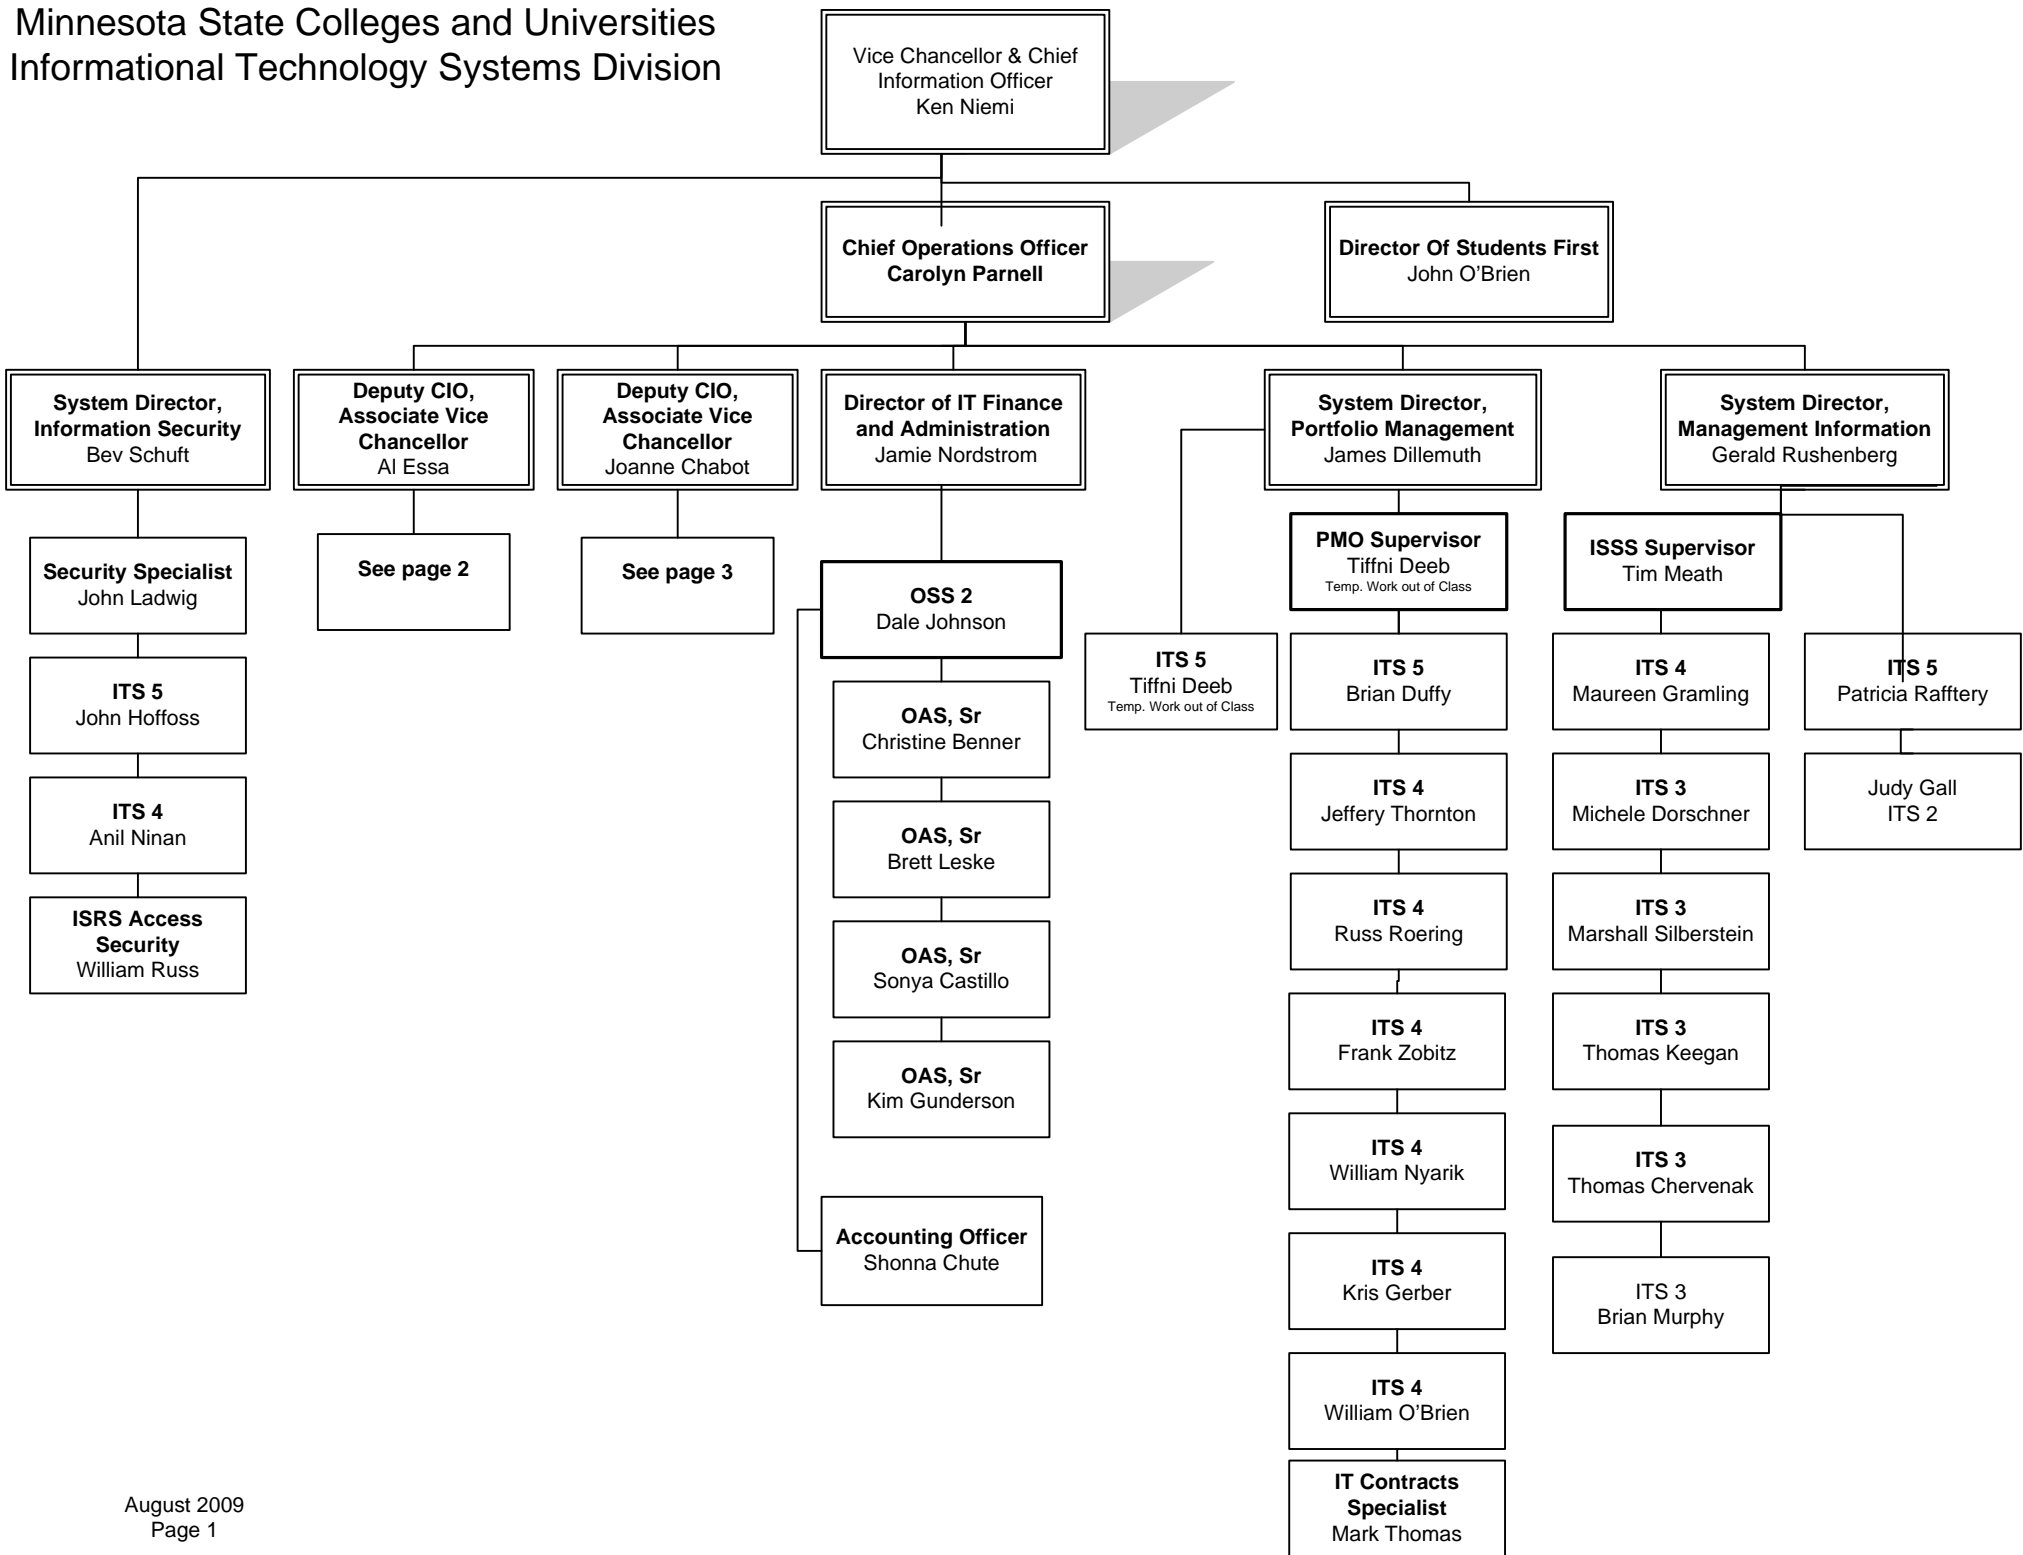 Minnesota State Colleges and Universities
Informational Technology Systems Division
Vice Chancellor & Chief
Information Officer
Ken Niemi
Chief Operations Officer
Carolyn Parnell
Director Of Students First
John O’Brien
System Director,
Information Security
Bev Schuft
Deputy CIO,
Associate Vice
Chancellor
Al Essa
Deputy CIO,
Associate Vice
Chancellor
Joanne Chabot
Director of IT Finance
and Administration
Jamie Nordstrom
System Director,
Portfolio Management
James Dillemuth
System Director,
Management Information
Gerald Rushenberg
Security Specialist
John Ladwig
ITS 5
John Hoffoss
ITS 4
Anil Ninan
ISRS Access
Security
William Russ
See page 2
See page 3
OSS 2
Dale Johnson
OAS, Sr
Christine Benner
OAS, Sr
Brett Leske
OAS, Sr
Sonya Castillo
OAS, Sr
Kim Gunderson
Accounting Officer
Shonna Chute
ITS 5
Tiffni Deeb
Temp. Work out of Class
PMO Supervisor
Tiffni Deeb
Temp. Work out of Class
ITS 5
Brian Duffy
ITS 4
Jeffery Thornton
ITS 4
Russ Roering
ITS 4
Frank Zobitz
ITS 4
William Nyarik
ITS 4
Kris Gerber
ITS 4
William O’Brien
IT Contracts
Specialist
Mark Thomas
ISSS Supervisor
Tim Meath
ITS 4
Maureen Gramling
ITS 3
Michele Dorschner
ITS 3
Marshall Silberstein
ITS 3
Thomas Keegan
ITS 3
Thomas Chervenak
ITS 3
Brian Murphy
ITS 5
Patricia Rafftery
Judy Gall
ITS 2
August 2009
Page 1